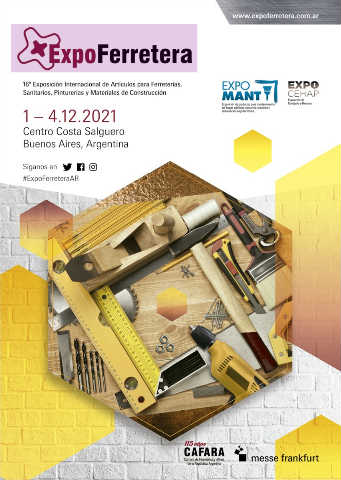 www.expoferretera.com.ar
ExpoFerretera
16ª Exposición Internacional de Artículos para Ferreterías,
Sanitarios, Pinturerías y Materiales de Construcción
EXPO
MANT
EXPO
CEHAP
1 – 4.12.2021
Centro Costa Salguero
Buenos Aires, Argentina
Síganos en
#ExpoFerreteraAR
115 años
CAFARA
messe frankfurt